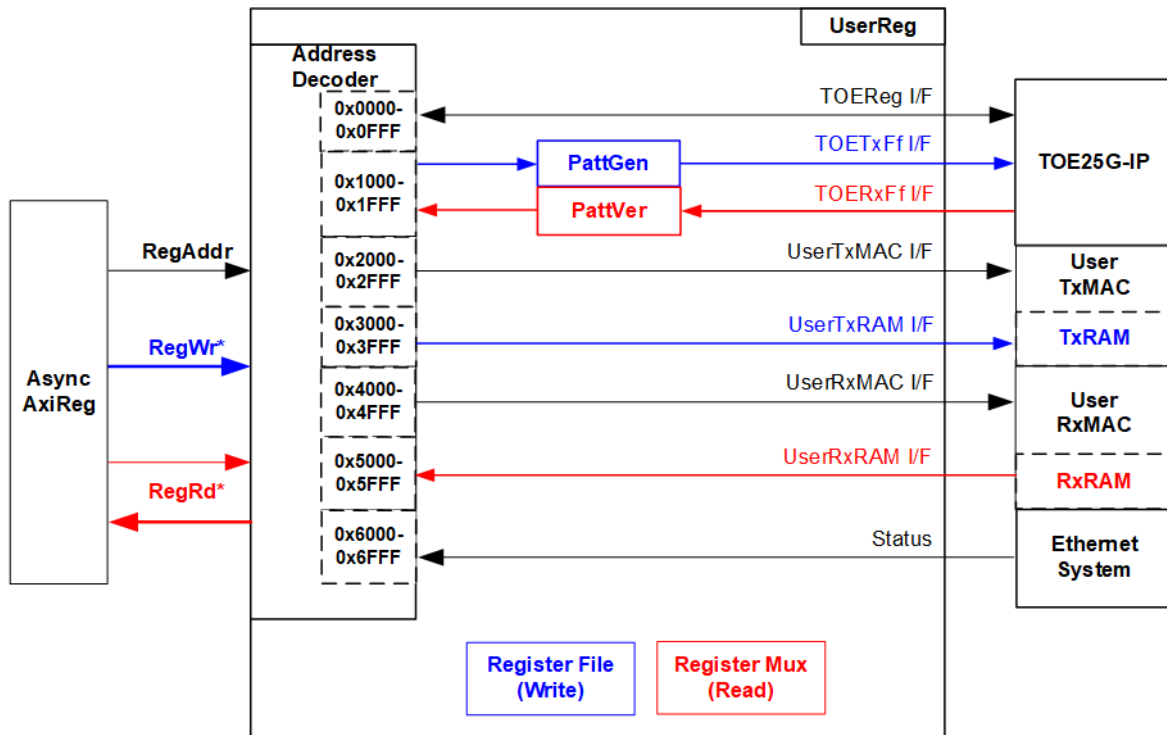 UserReg
Address
Decoder
0x0000-
0x0FFF
TOEReg I/F
0x1000-
0x1FFF
PattGen
TOETxFf I/F
PattVer
TOERxFf I/F
TOE25G-IP
RegAddr
0x2000-
0x2FFF
UserTxMAC I/F
User
TxMAC
RegWr*
0x3000-
0x3FFF
UserTxRAM I/F
TxRAM
Async
AxiReg
0x4000-
0x4FFF
UserRxMAC I/F
User
RxMAC
RegRd*
0x5000-
0x5FFF
UserRxRAM I/F
RxRAM
0x6000-
0x6FFF
Status
Ethernet
System
Register File
(Write)
Register Mux
(Read)